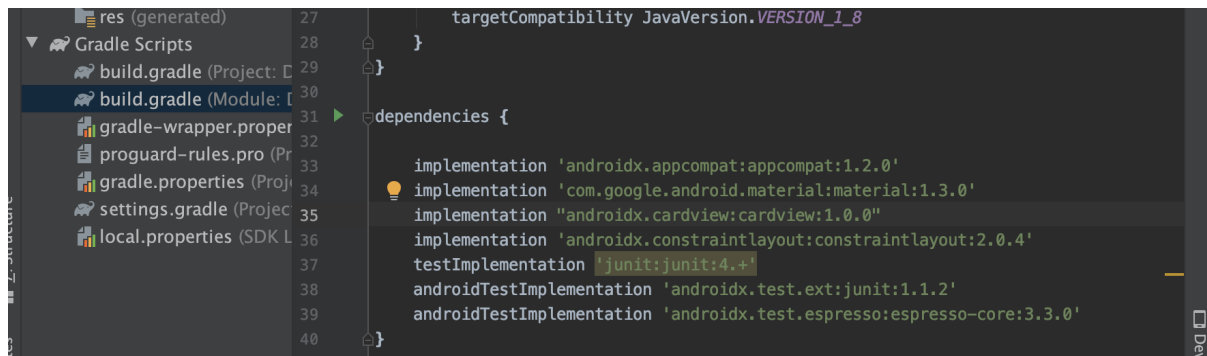 res (generated)
Gradle Scripts
build.gradle (Project: D
build.gradle (Module: D
gradle-wrapper.proper
proguard-rules.pro (Pr
gradle.properties (Proj
settings.gradle (Projec
local.properties (SDK L
Z: Structure
27 targetCompatibility JavaVersion.VERSION_1_8
28 }
29 }
30
31 dependencies {
32
33 implementation 'androidx.appcompat:appcompat:1.2.0'
34 implementation 'com.google.android.material:material:1.3.0'
35 implementation "androidx.cardview:cardview:1.0.0"
36 implementation 'androidx.constraintlayout:constraintlayout:2.0.4'
37 testImplementation 'junit:junit:4.+'
38 androidTestImplementation 'androidx.test.ext:junit:1.1.2'
39 androidTestImplementation 'androidx.test.espresso:espresso-core:3.3.0'
40 }